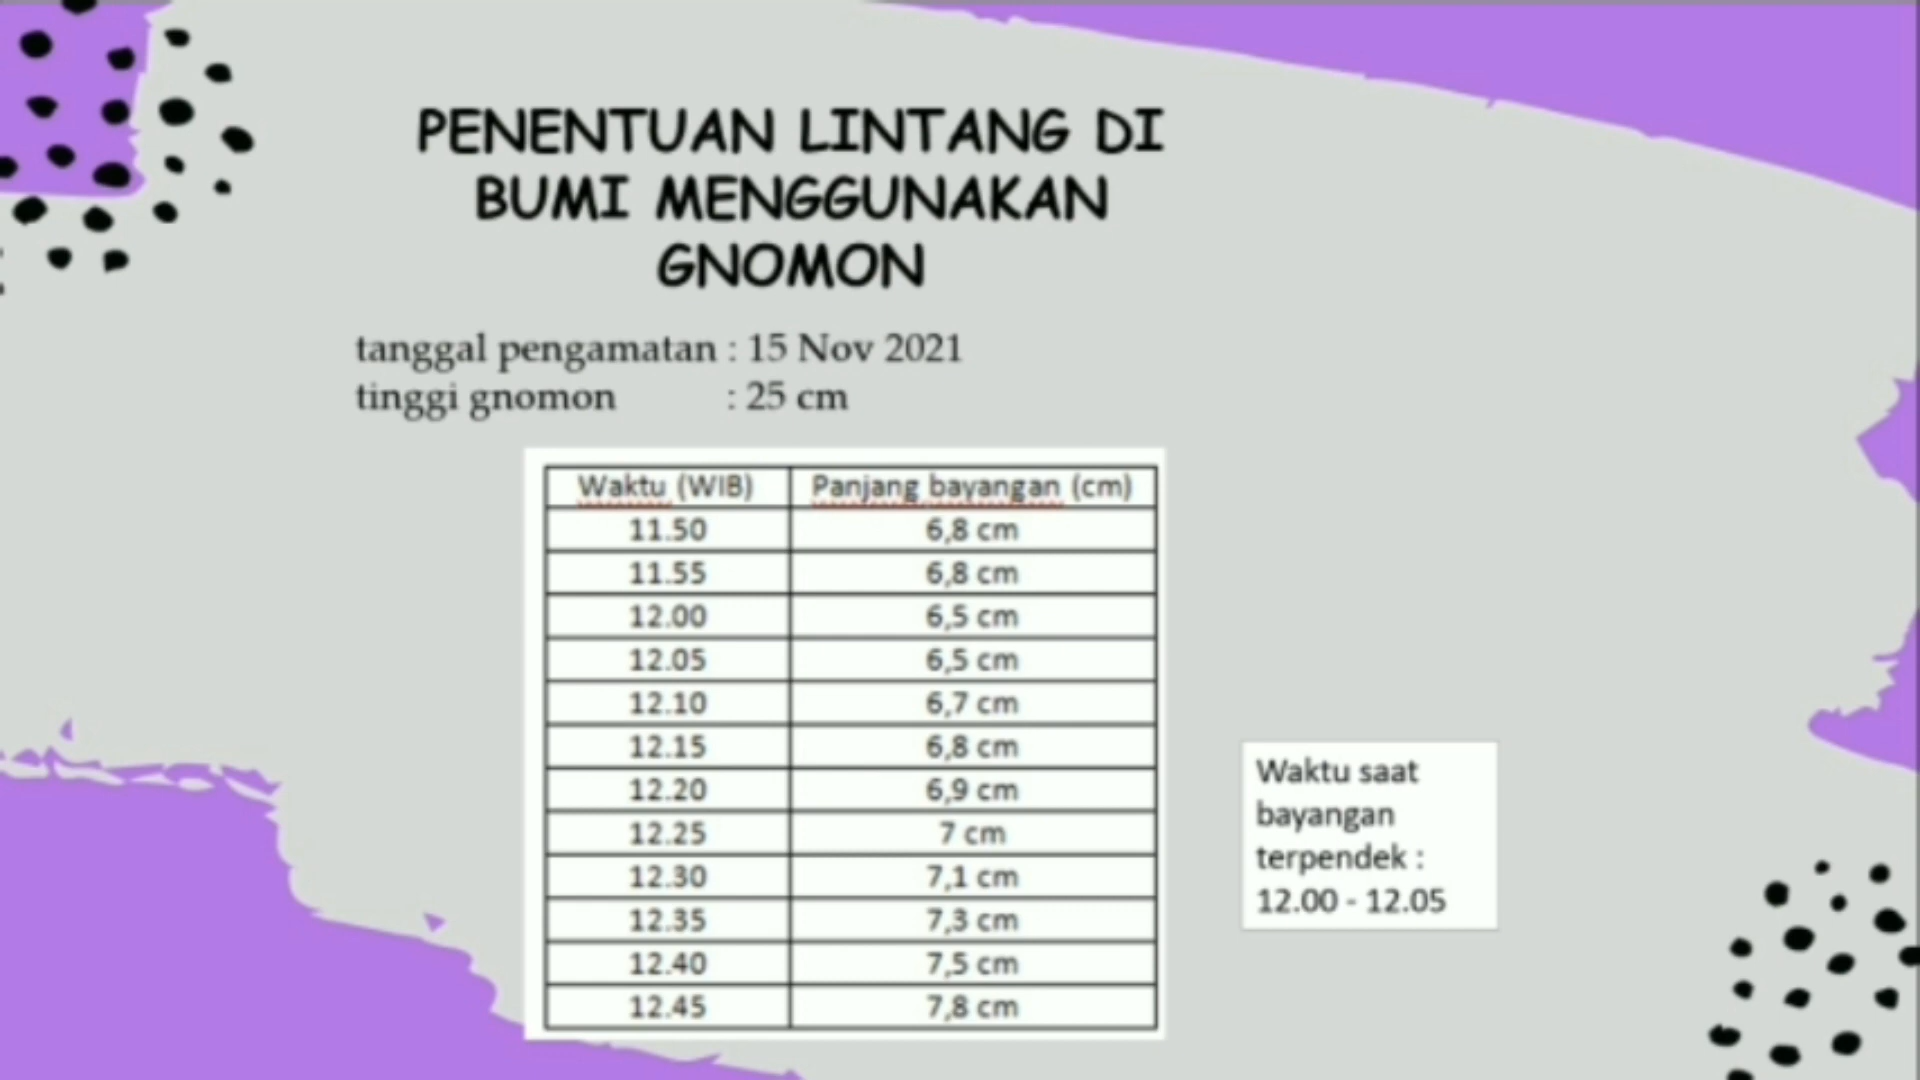 PENENTUAN LINTANG DI
BUMI MENGGUNAKAN
GNOMON
tanggal pengamatan : 15 Nov 2021
tinggi gnomon : 25 cm
Waktu (WIB) Panjang bayangan (cm)
11.50 6,8 cm
11.55 6,8 cm
12.00 6,5 cm
12.05 6,5 cm
12.10 6,7 cm
12.15 6,8 cm
12.20 6,9 cm
12.25 7 cm
12.30 7,1 cm
12.35 7,3 cm
12.40 7,5 cm
12.45 7,8 cm
Waktu saat
bayangan
terpendek :
12.00 - 12.05